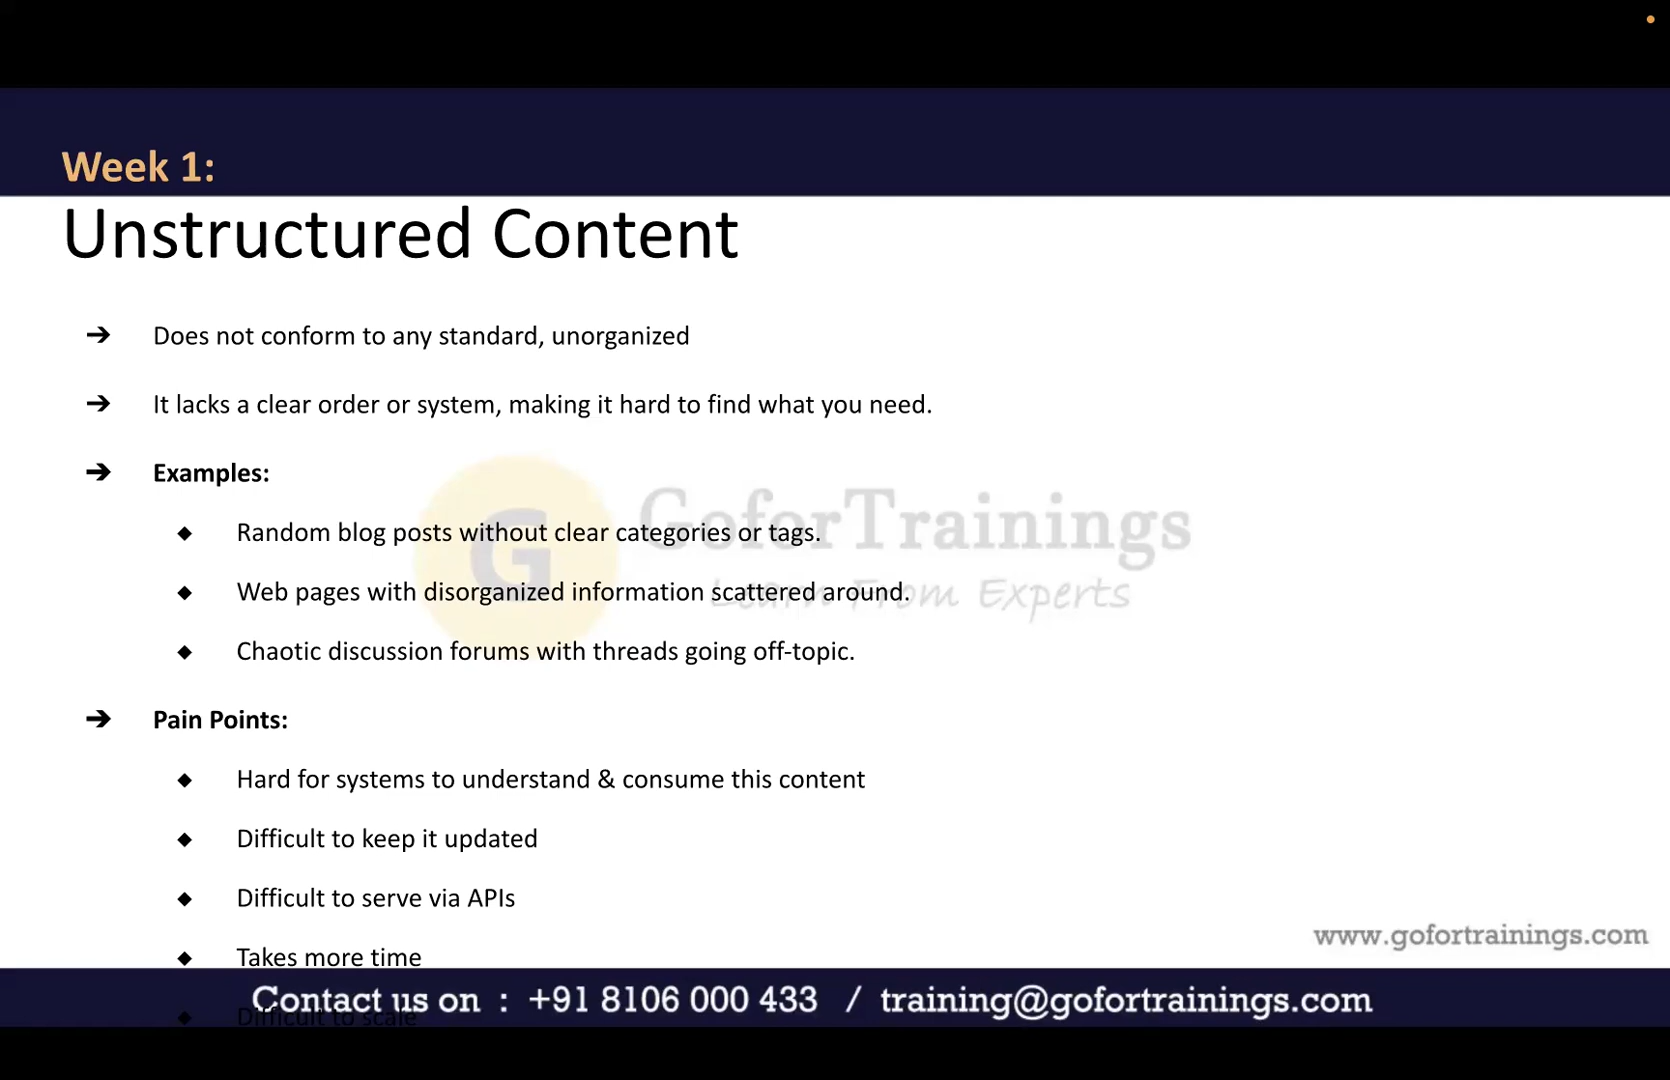 Week 1:
Unstructured Content
➔ Does not conform to any standard, unorganized
➔ It lacks a clear order or system, making it hard to find what you need.
➔ Examples:
◆ Random blog posts without clear categories or tags.
◆ Web pages with disorganized information scattered around.
◆ Chaotic discussion forums with threads going off-topic.
G GoforTrainings
Learn From Experts
➔ Pain Points:
◆ Hard for systems to understand & consume this content
◆ Difficult to keep it updated
◆ Difficult to serve via APIs
◆ Takes more time
◆ Difficult to scale
www.gofortrainings.com
Contact us on : +91 8106 000 433 / training@gofortrainings.com